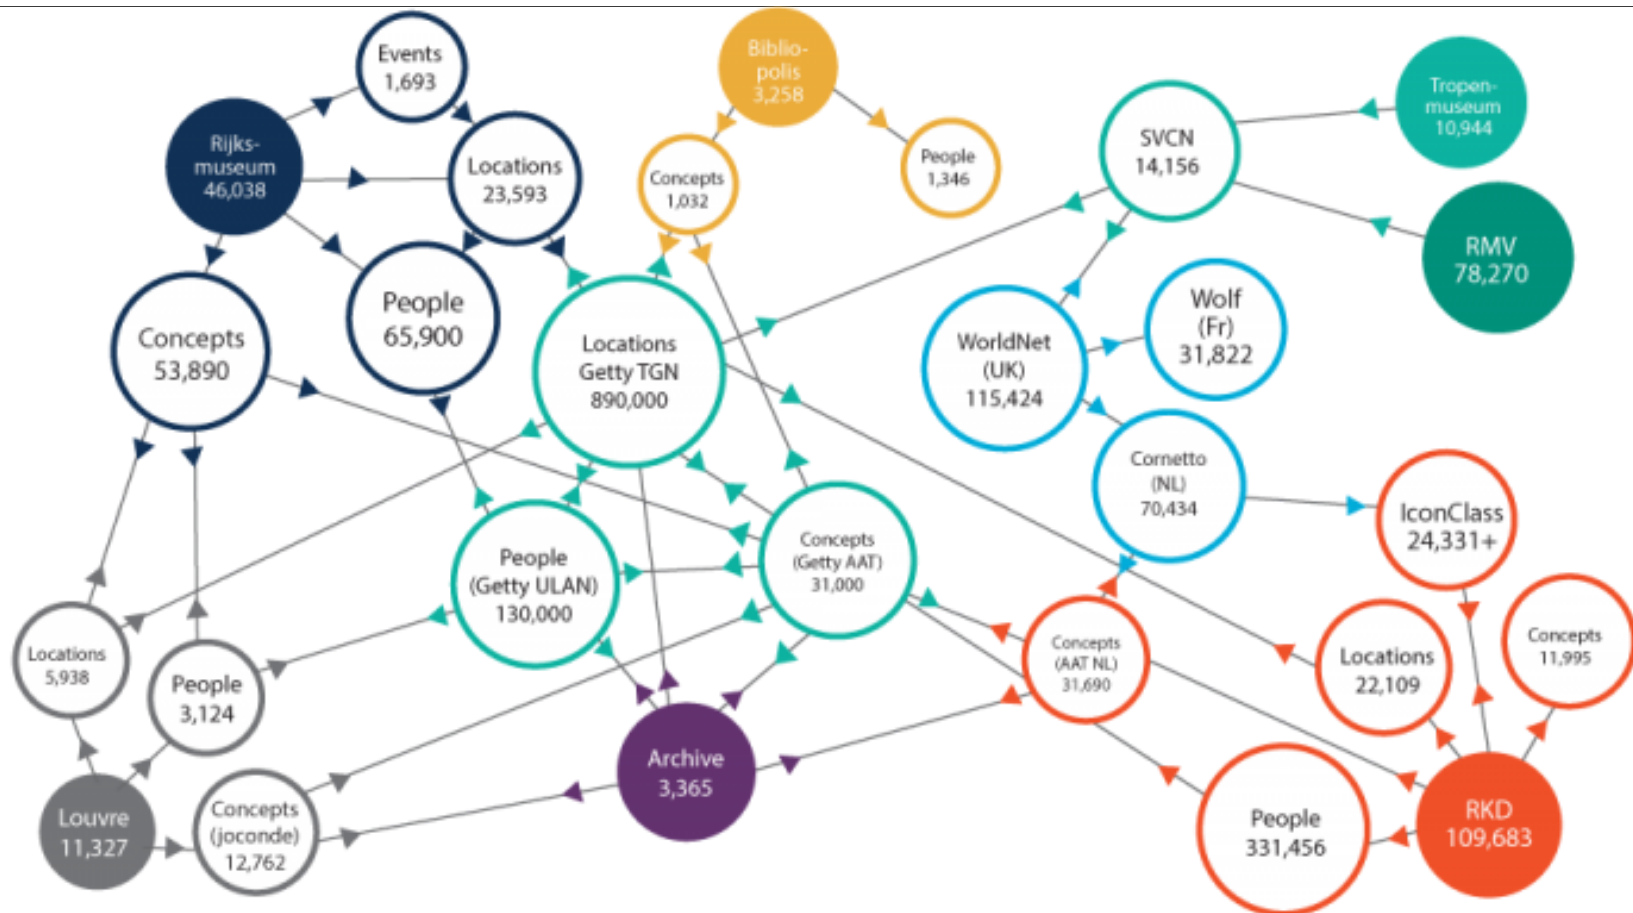 Events
1,693
Rijks-
museum
46,038
Locations
23,593
Concepts
53,890
People
65,900
Biblio-
polis
3,258
Concepts
1,032
People
1,346
SVCN
14,156
Tropen-
museum
10,944
RMV
78,270
Locations
Getty TGN
890,000
WorldNet
(UK)
115,424
Wolf
(Fr)
31,822
Cornetto
(NL)
70,434
IconClass
24,331+
People
(Getty ULAN)
130,000
Concepts
(Getty AAT)
31,000
Concepts
(AAT NL)
31,690
Locations
22,109
Concepts
11,995
Locations
5,938
People
3,124
Louvre
11,327
Concepts
(joconde)
12,762
Archive
3,365
People
331,456
RKD
109,683